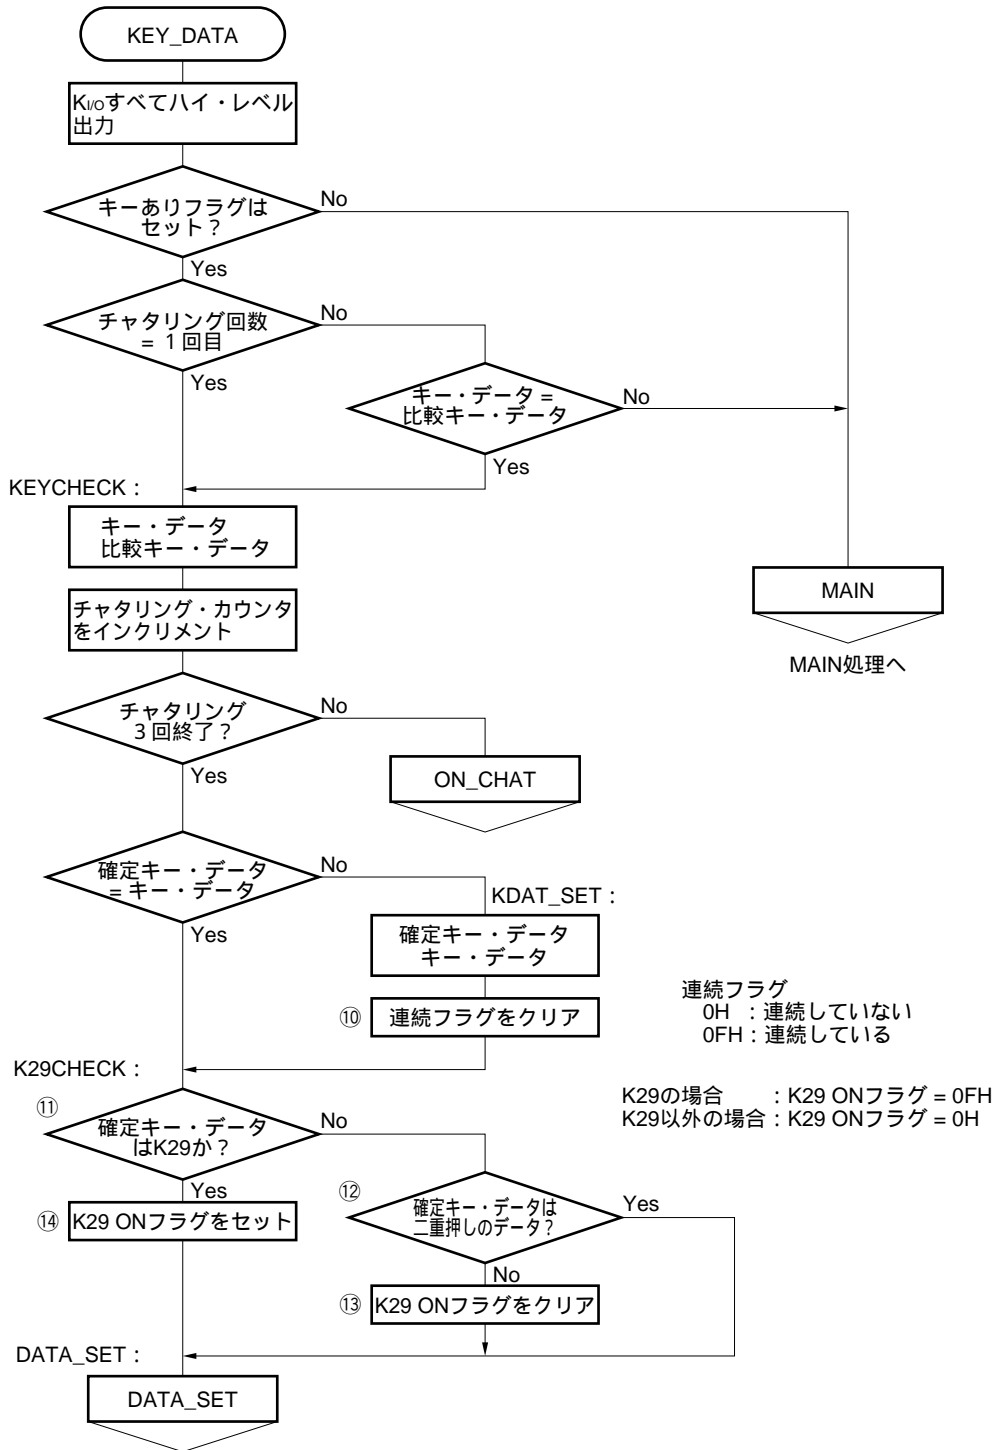 KEY_DATA
KI/Oすべてハイ・レベル
出力
キーありフラグは
セット？
No
Yes
チャタリング回数
= 1回目
No
Yes
キー・データ =
比較キー・データ
No
Yes
KEYCHECK :
キー・データ
比較キー・データ
チャタリング・カウンタ
をインクリメント
MAIN
MAIN処理へ
チャタリング
3回終了？
No
Yes
ON_CHAT
確定キー・データ
= キー・データ
No
Yes
KDAT_SET :
確定キー・データ
キー・データ
⑩ 連続フラグをクリア
連続フラグ
0H : 連続していない
0FH : 連続している
K29CHECK :
K29の場合 : K29 ONフラグ = 0FH
K29以外の場合 : K29 ONフラグ = 0H
⑪
確定キー・データ
はK29か？
No
Yes
⑫
確定キー・データは
二重押しのデータ？
Yes
No
⑭ K29 ONフラグをセット
⑬ K29 ONフラグをクリア
DATA_SET :
DATA_SET